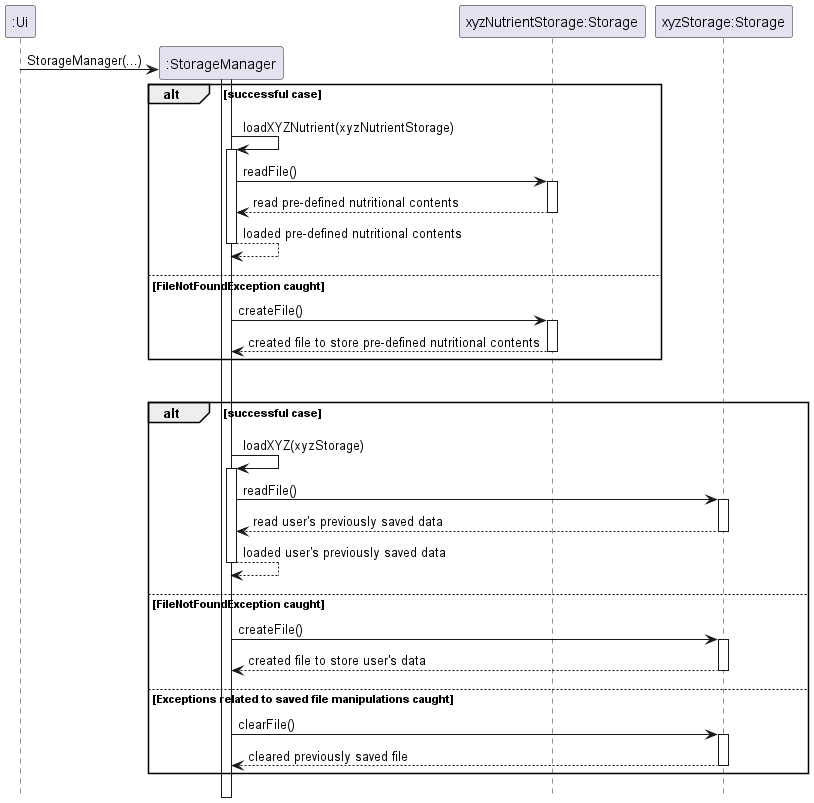 :Ui
xyzNutrientStorage:Storage
xyzStorage:Storage
StorageManager(...)
:StorageManager
alt
[successful case]
loadXYZNutrient(xyzNutrientStorage)
readFile()
read pre-defined nutritional contents
loaded pre-defined nutritional contents
[FileNotFoundException caught]
createFile()
created file to store pre-defined nutritional contents
alt
[successful case]
loadXYZ(xyzStorage)
readFile()
read user's previously saved data
loaded user's previously saved data
[FileNotFoundException caught]
createFile()
created file to store user's data
[Exceptions related to saved file manipulations caught]
clearFile()
cleared previously saved file